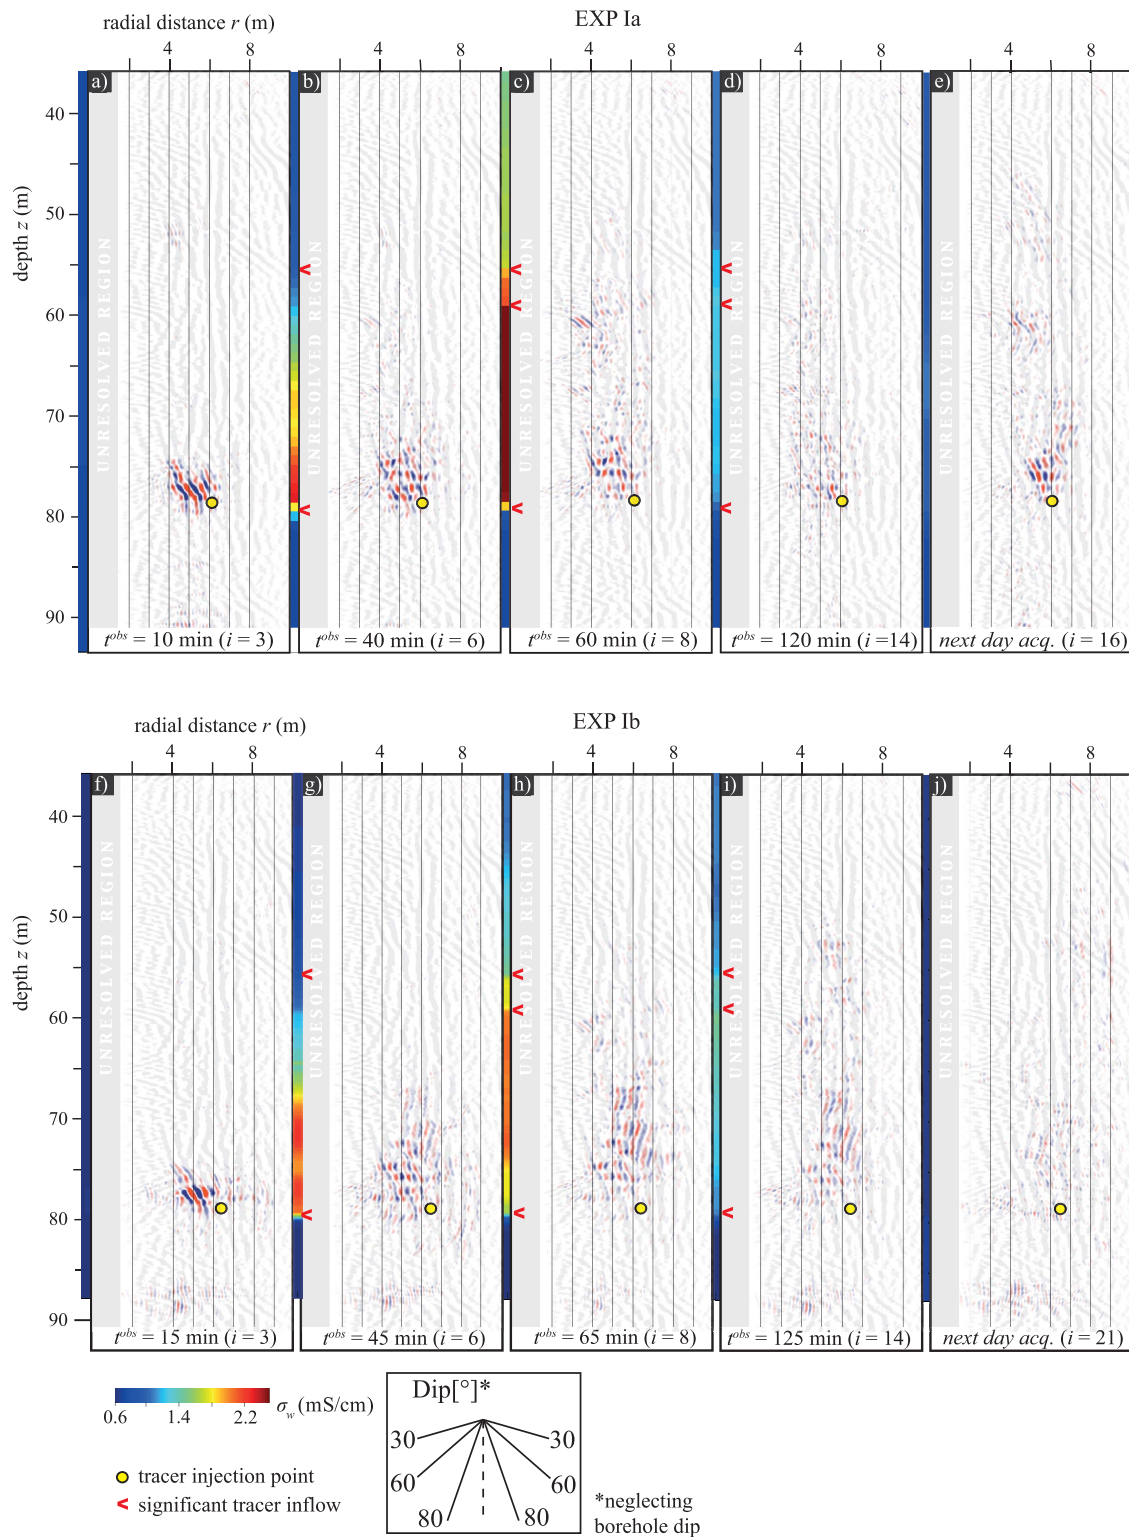 radial distance r (m)
EXP Ia
4 8 4 8 4 8 4 8 4 8
a) b) c) d) e)
40
50
60
70
80
90
depth z (m)
UNRESOLVED REGION
UNRESOLVED REGION
UNRESOLVED REGION
UNRESOLVED REGION
UNRESOLVED REGION
t^obs = 10 min (i = 3)
t^obs = 40 min (i = 6)
t^obs = 60 min (i = 8)
t^obs = 120 min (i =14)
next day acq. (i = 16)
radial distance r (m)
EXP Ib
4 8 4 8 4 8 4 8 4 8
f) g) h) i) j)
40
50
60
70
80
90
depth z (m)
UNRESOLVED REGION
UNRESOLVED REGION
UNRESOLVED REGION
UNRESOLVED REGION
UNRESOLVED REGION
t^obs = 15 min (i = 3)
t^obs = 45 min (i = 6)
t^obs = 65 min (i = 8)
t^obs = 125 min (i = 14)
next day acq. (i = 21)
σw (mS/cm)
0.6 1.4 2.2
tracer injection point
significant tracer inflow
Dip[°]*
30 30
60 60
80 80
*neglecting
borehole dip